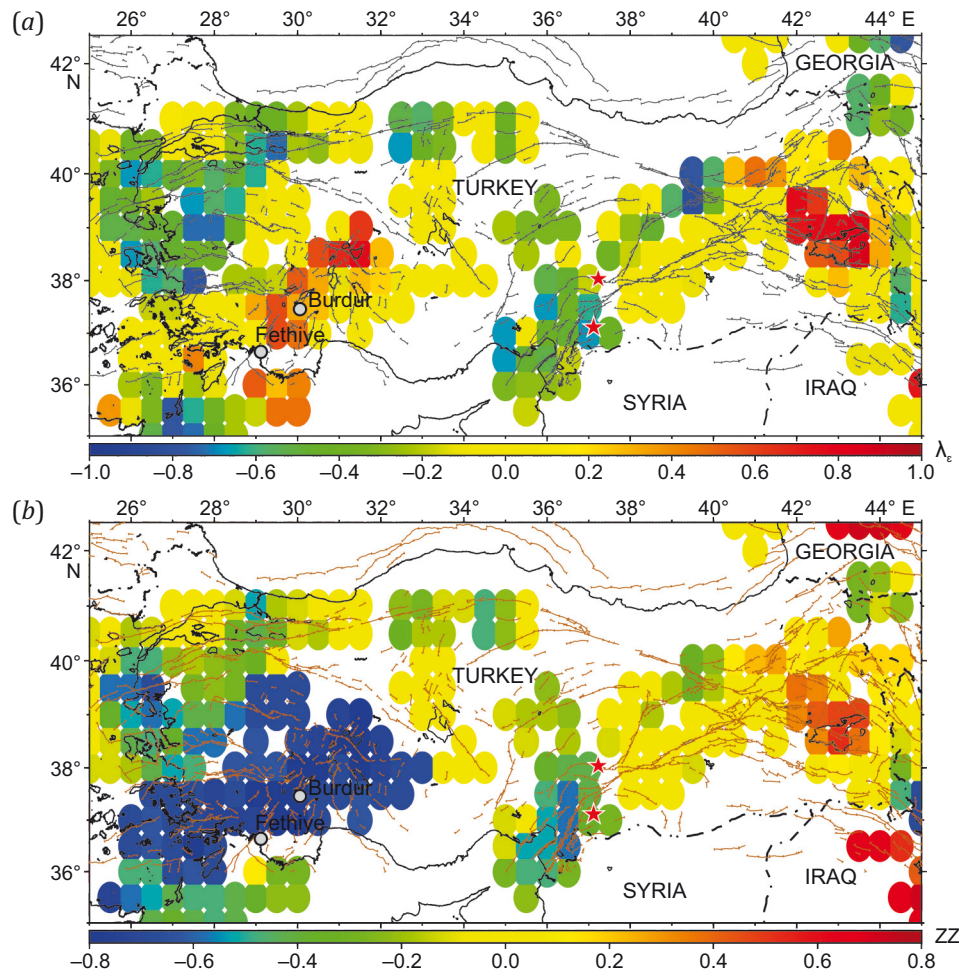 (a)
26° 28° 30° 32° 34° 36° 38° 40° 42° 44° E
42°
N
40°
38°
36°
GEORGIA
TURKEY
Burdur
Fethive
SYRIA
IRAQ
–1.0 –0.8 –0.6 –0.4 –0.2 0.0 0.2 0.4 0.6 0.8 1.0
λε
(b)
26° 28° 30° 32° 34° 36° 38° 40° 42° 44° E
42°
N
40°
38°
36°
GEORGIA
TURKEY
Burdur
Fethive
SYRIA
IRAQ
–0.8 –0.6 –0.4 –0.2 0.0 0.2 0.4 0.6 0.8
ZZ